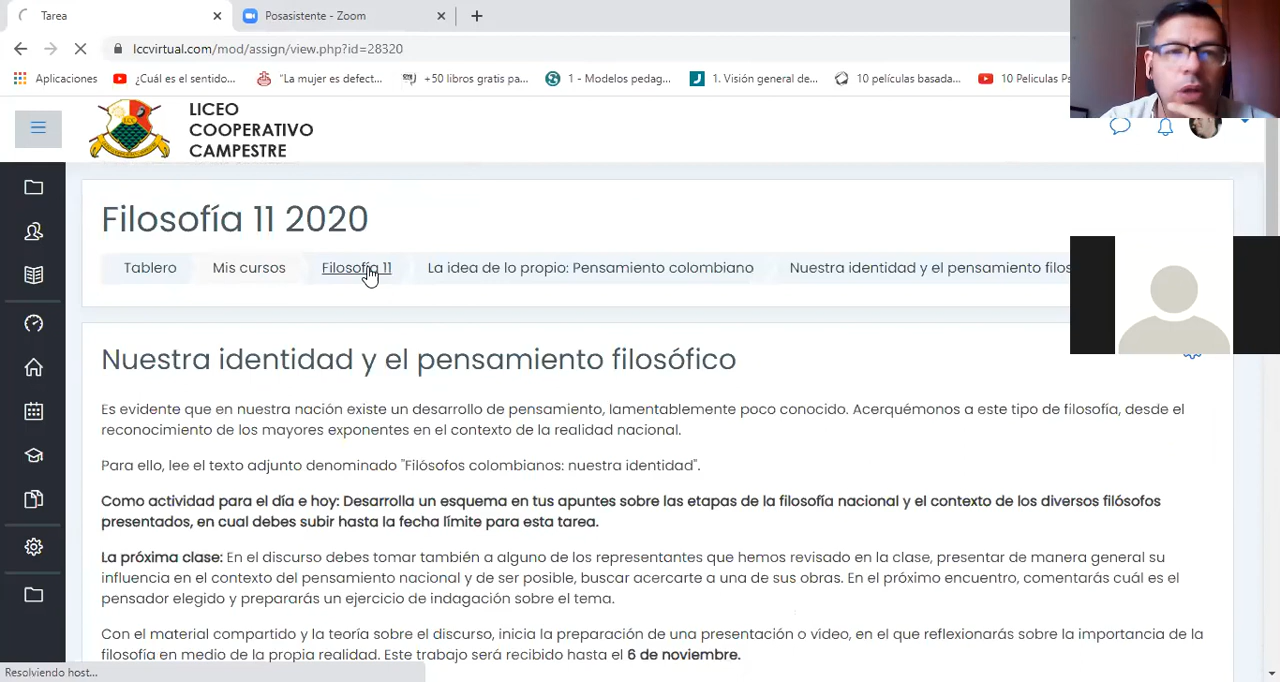 Tarea
Posasistente - Zoom
lccvirtual.com/mod/assign/view.php?id=28320
Aplicaciones
¿Cuál es el sentido...
"La mujer es defect...
+50 libros gratis pa...
1 - Modelos pedag...
1. Visión general de...
10 películas basada...
10 Peliculas Ps
LICEO
COOPERATIVO
CAMPESTRE
Filosofía 11 2020
Tablero
Mis cursos
Filosofía 11
La idea de lo propio: Pensamiento colombiano
Nuestra identidad y el pensamiento filos
Nuestra identidad y el pensamiento filosófico
Es evidente que en nuestra nación existe un desarrollo de pensamiento, lamentablemente poco conocido. Acerquémonos a este tipo de filosofía, desde el
reconocimiento de los mayores exponentes en el contexto de la realidad nacional.
Para ello, lee el texto adjunto denominado "Filósofos colombianos: nuestra identidad".
Como actividad para el día e hoy: Desarrolla un esquema en tus apuntes sobre las etapas de la filosofía nacional y el contexto de los diversos filósofos
presentados, en cual debes subir hasta la fecha límite para esta tarea.
La próxima clase: En el discurso debes tomar también a alguno de los representantes que hemos revisado en la clase, presentar de manera general su
influencia en el contexto del pensamiento nacional y de ser posible, buscar acercarte a una de sus obras. En el próximo encuentro, comentarás cuál es el
pensador elegido y prepararás un ejercicio de indagación sobre el tema.
Con el material compartido y la teoría sobre el discurso, inicia la preparación de una presentación o vídeo, en el que reflexionarás sobre la importancia de la
filosofía en medio de la propia realidad. Este trabajo será recibido hasta el 6 de noviembre.
Resolviendo host...